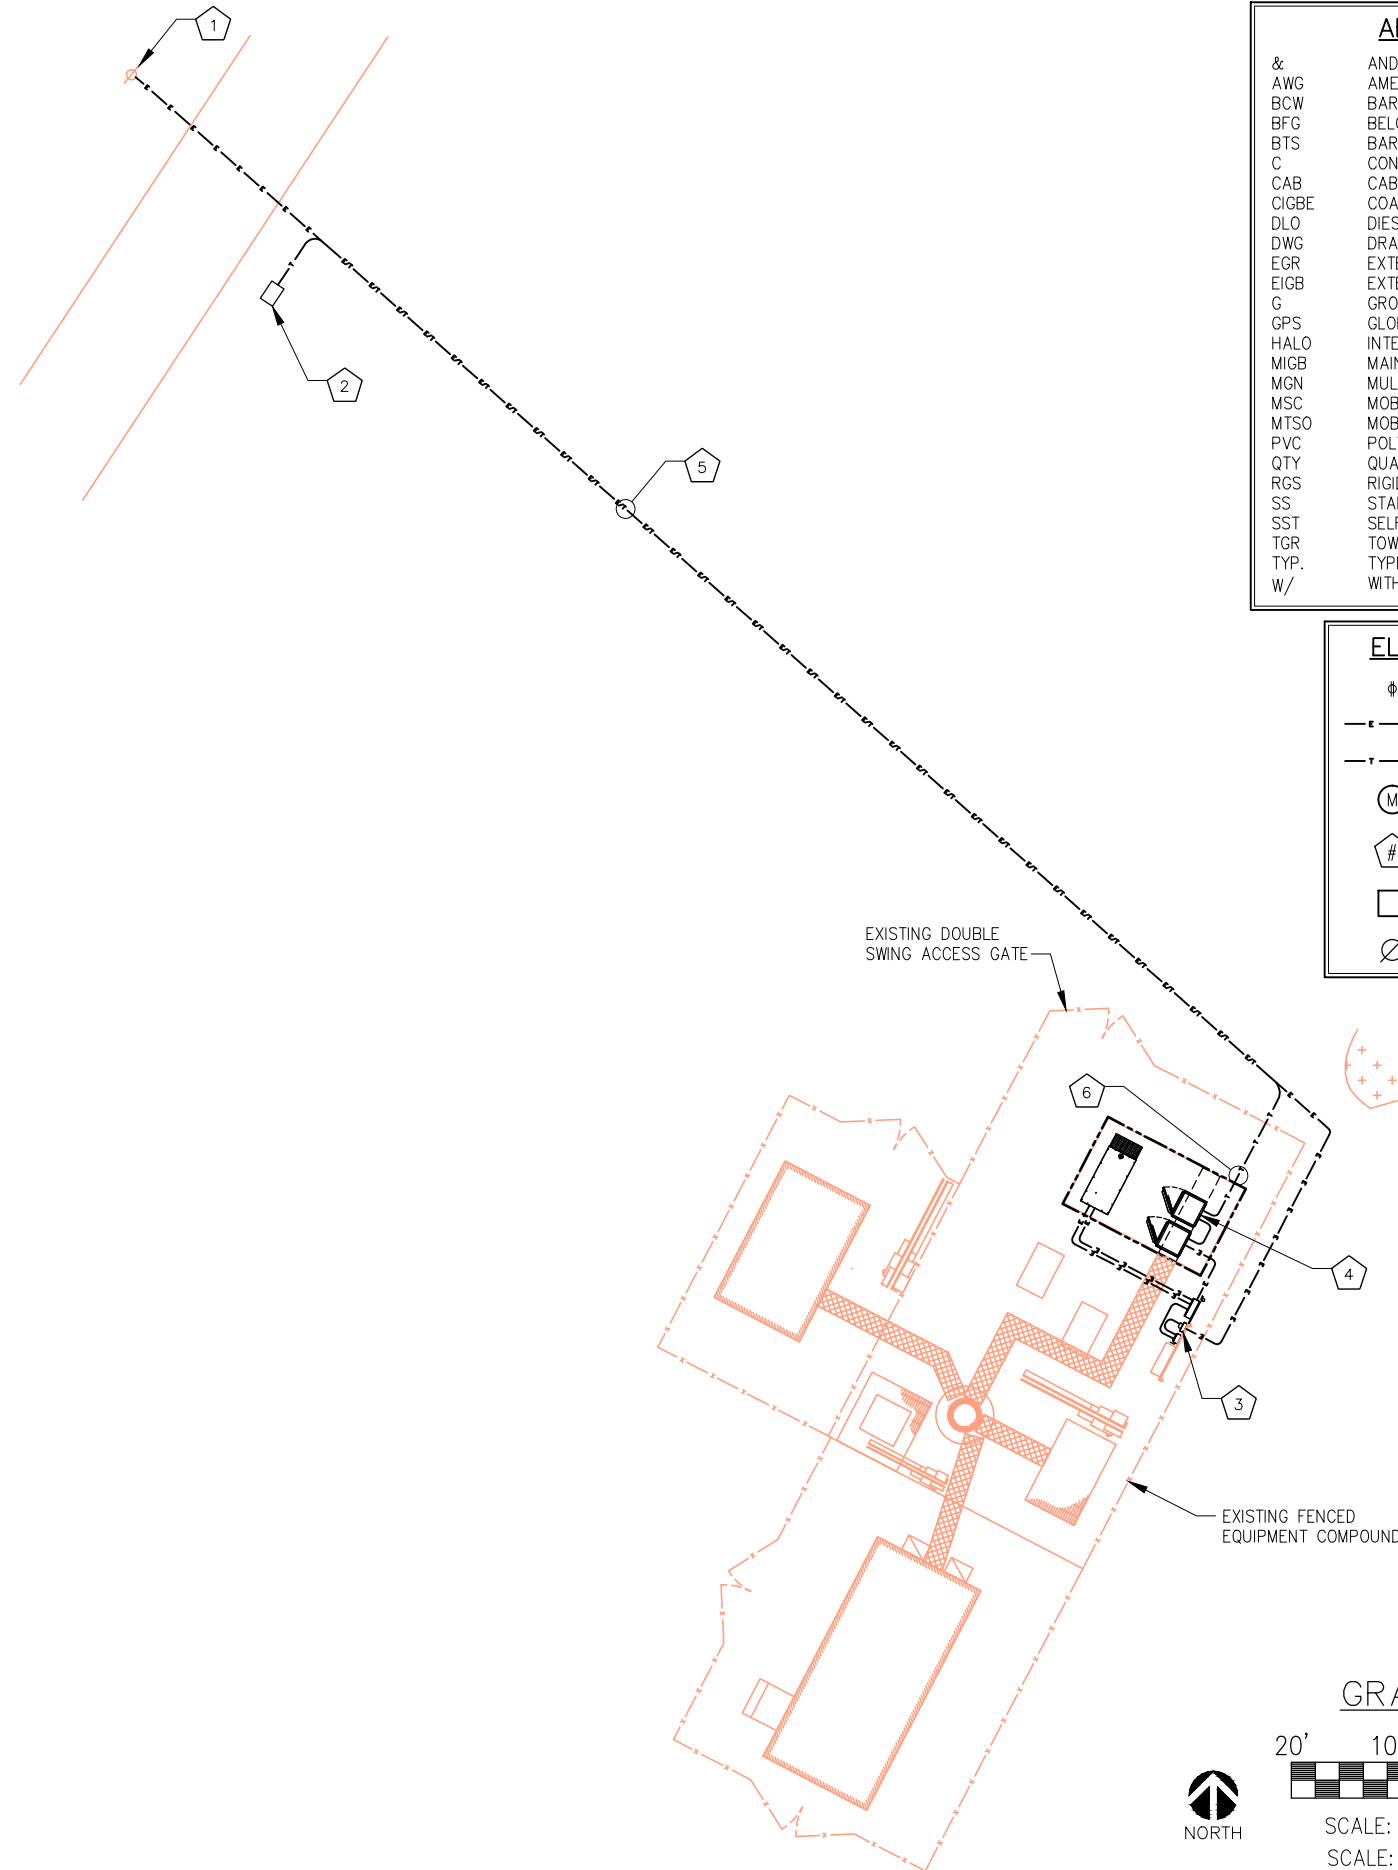 1
2
5
EXISTING DOUBLE
SWING ACCESS GATE
6
4
3
EXISTING FENCED
EQUIPMENT COMPOUND
& AND
AWG
BCW
BFG
BTS
C
CAB
CIGBE
DLO
DWG
EGR
EIGB
G
GPS
HALO
MIGB
MGN
MSC
MTSO
PVC
QTY
RGS
SS
SST
TGR
TYP.
W/ WITH
E
T
M
#
20' 10
NORTH
SCALE:
SCALE: